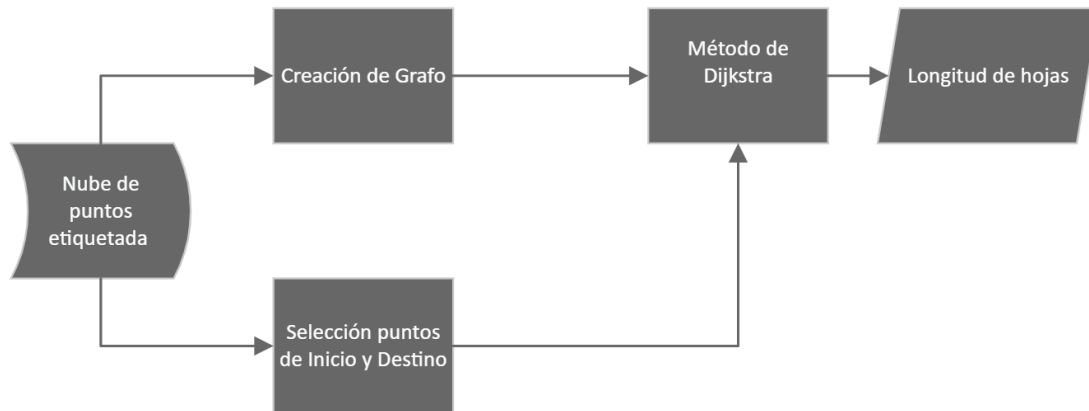 Creación de Grafo
Método de
Dijkstra
Longitud de hojas
Nube de
puntos
etiquetada
Selección puntos
de Inicio y Destino